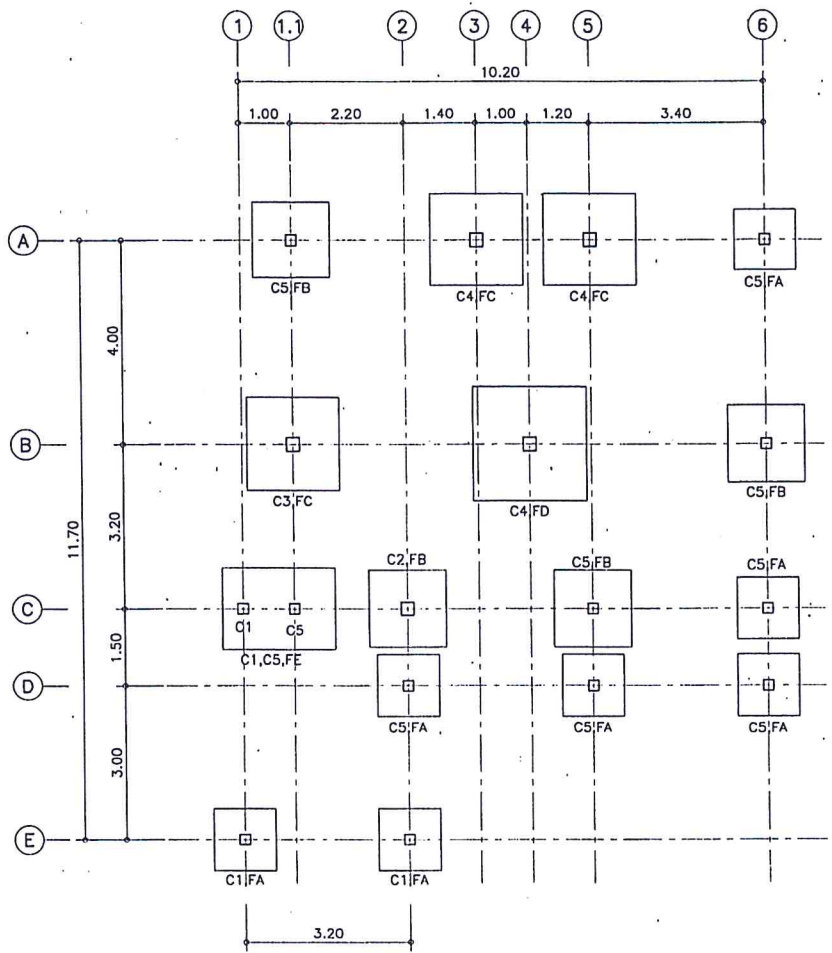 1 1.1 2 3 4 5 6
10.20
1.00 2.20 1.40 1.00 1.20 3.40
A
C5,FB C4,FC C4,FC C5,FA
4.00
B
C3,FC C4,FD C5,FB
11.70
3.20
C2,FB C5,FB C5,FA
C
C1 C5
C1,C5,FE
1.50
D
C5,FA C5,FA C5,FA
3.00
E
C1,FA C1,FA
3.20